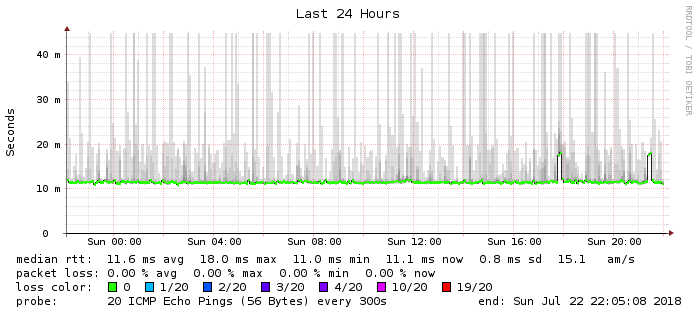 Last 24 Hours
RRDTOOL / TOBI OETIKER
Seconds
40 m
30 m
20 m
10 m
0
Sun 00:00 Sun 04:00 Sun 08:00 Sun 12:00 Sun 16:00 Sun 20:00
median rtt: 11.6 ms avg 18.0 ms max 11.0 ms min 11.1 ms now 0.8 ms sd 15.1 am/s
packet loss: 0.00 % avg 0.00 % max 0.00 % min 0.00 % now
loss color: 0 1/20 2/20 3/20 4/20 10/20 19/20
probe: 20 ICMP Echo Pings (56 Bytes) every 300s end: Sun Jul 22 22:05:08 2018